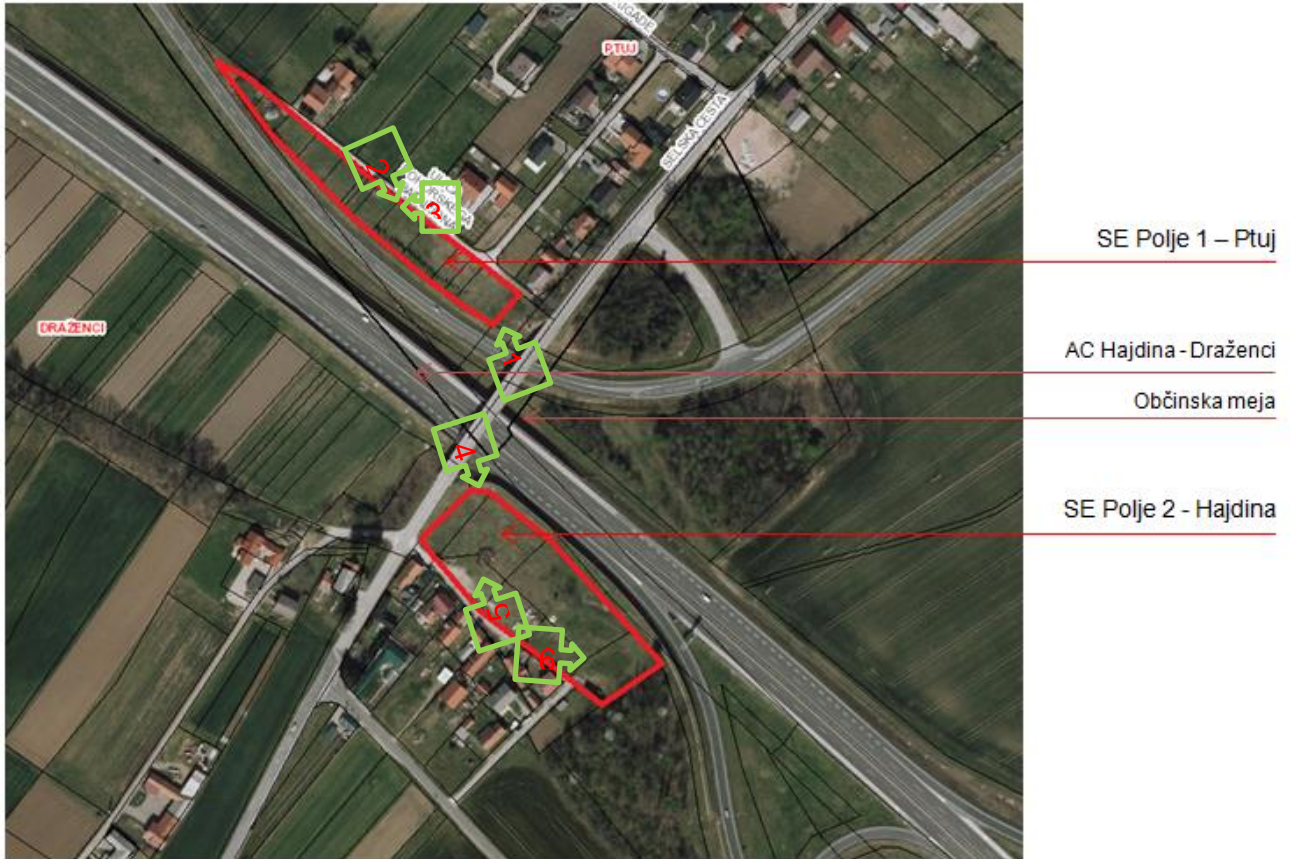 BRIGADE
PTUJ
SELSKA CESTA
2
3
SE Polje 1 – Ptuj
DRAŽENCI
1
AC Hajdina - Draženci
Občinska meja
4
SE Polje 2 - Hajdina
5
6